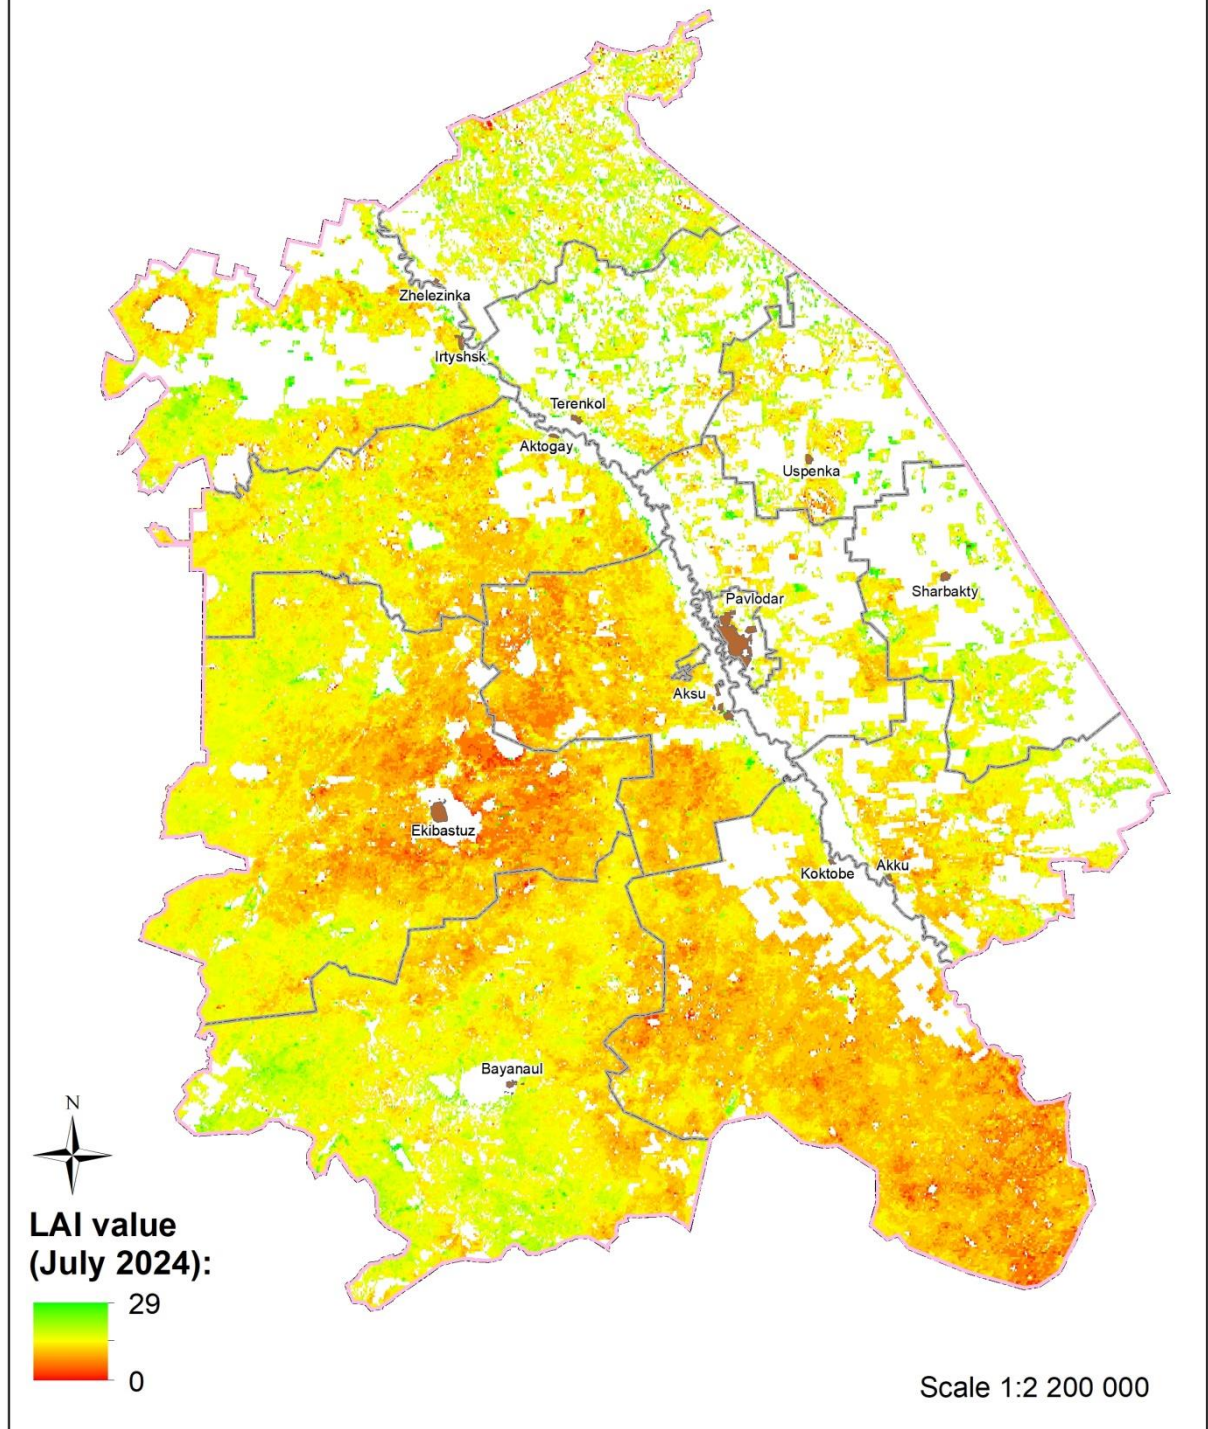 Zhelezinka
Irtyshsk
Terenkol
Aktogay
Uspenka
Sharbakty
Pavlodar
Aksu
Ekibastuz
Koktobe
Akku
Bayanaul
N
LAI value
(July 2024):
29
0
Scale 1:2 200 000